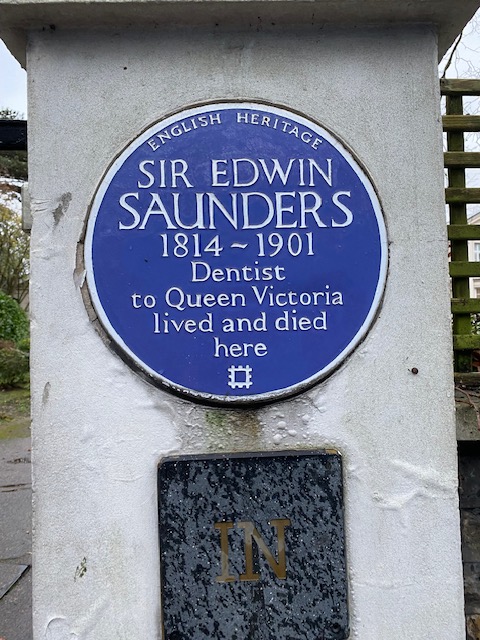 ENGLISH HERITAGE
SIR EDWIN
SAUNDERS
1814~1901
Dentist
to Queen Victoria
lived and died
here
IN